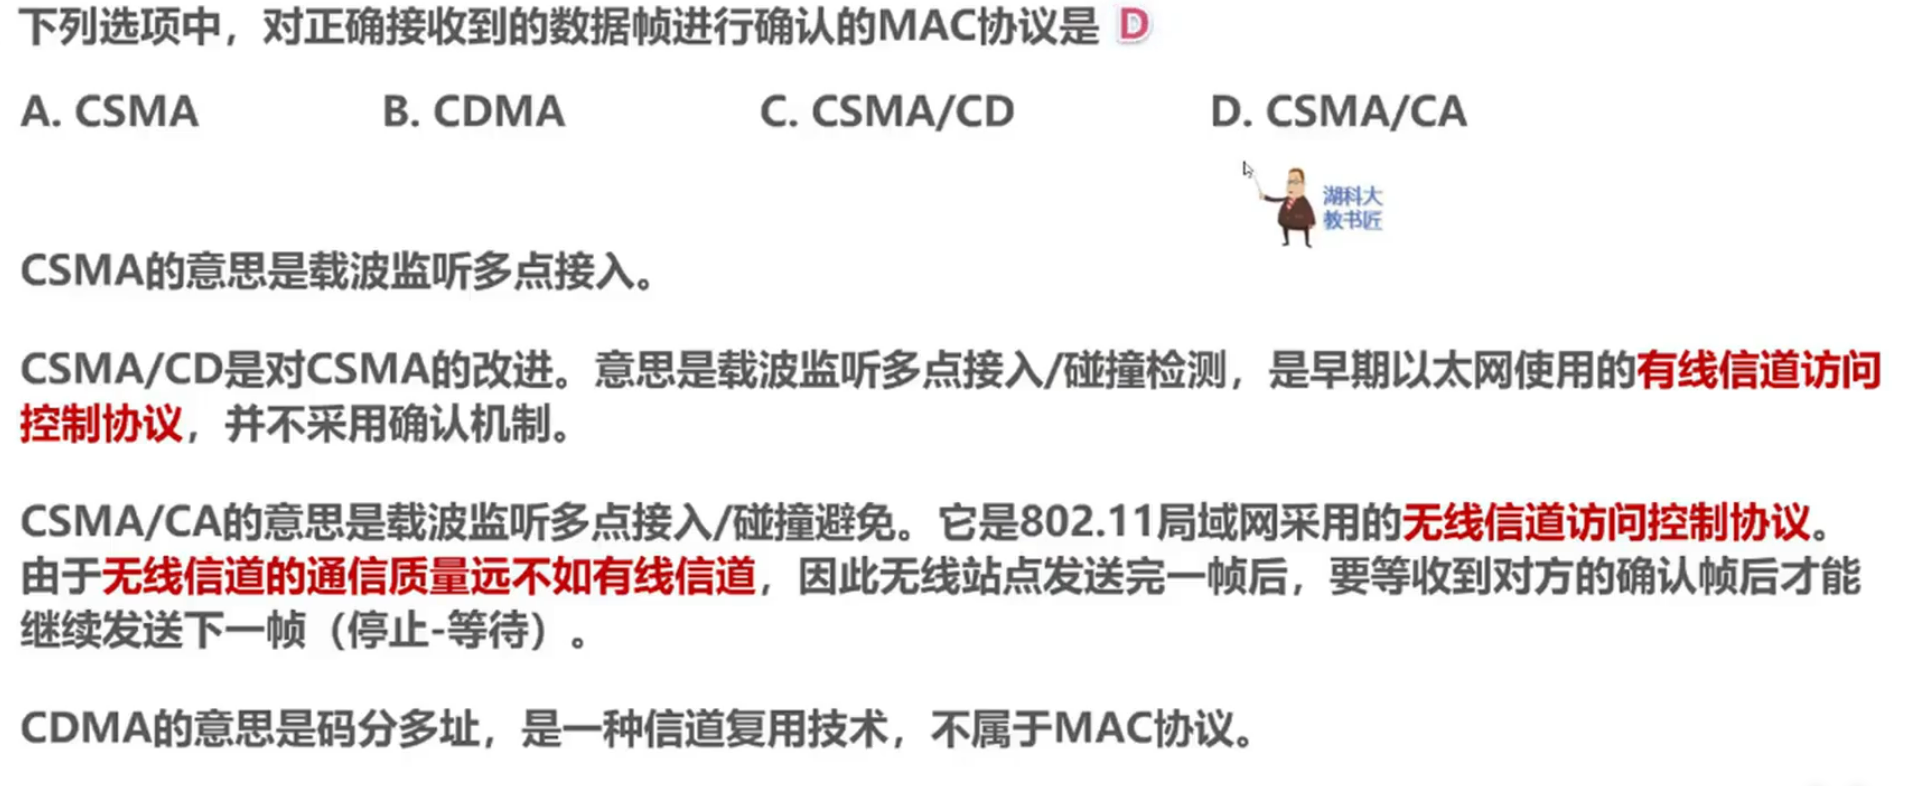 下列选项中，对正确接收到的数据帧进行确认的MAC协议是 D
A. CSMA B. CDMA C. CSMA/CD D. CSMA/CA
湖科大
教书匠
CSMA的意思是载波监听多点接入。
CSMA/CD是对CSMA的改进。意思是载波监听多点接入/碰撞检测，是早期以太网使用的有线信道访问
控制协议，并不采用确认机制。
CSMA/CA的意思是载波监听多点接入/碰撞避免。它是802.11局域网采用的无线信道访问控制协议。
由于无线信道的通信质量远不如有线信道，因此无线站点发送完一帧后，要等收到对方的确认帧后才能
继续发送下一帧（停止-等待）。
CDMA的意思是码分多址，是一种信道复用技术，不属于MAC协议。